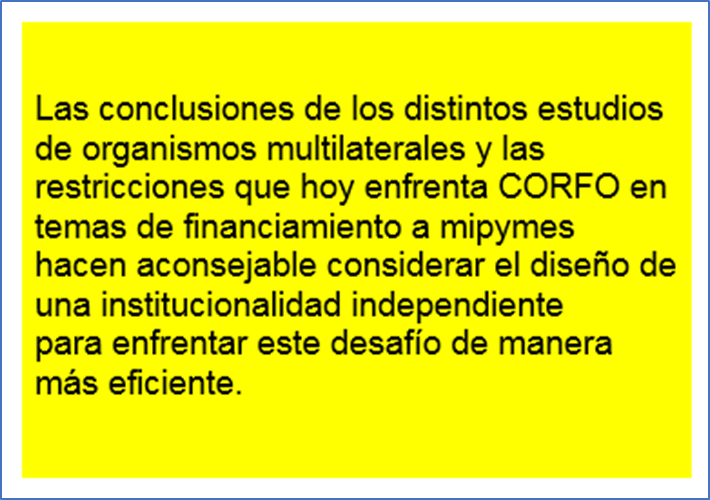 Las conclusiones de los distintos estudios
de organismos multilaterales y las
restricciones que hoy enfrenta CORFO en
temas de financiamiento a mipymes
hacen aconsejable considerar el diseño de
una institucionalidad independiente
para enfrentar este desafío de manera
más eficiente.